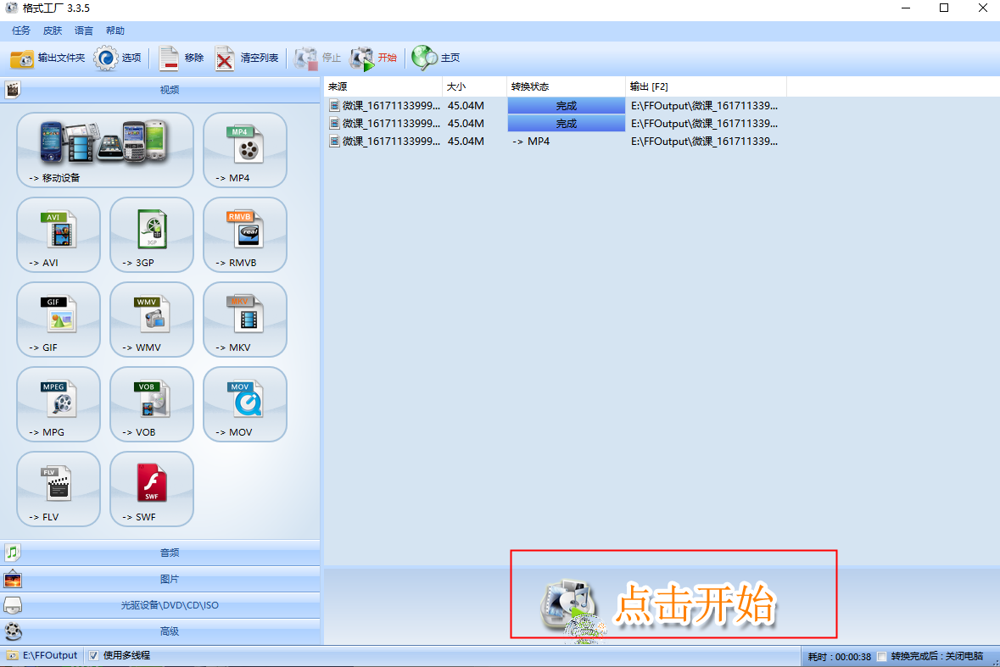 格式工厂 3.3.5
任务 皮肤 语言 帮助
输出文件夹 选项 移除 清空列表 停止 开始 主页
视频
来源 大小 转换状态 输出 [F2]
微课_16171133999... 45.04M 完成 E:\FFOutput\微课_161711339...
微课_16171133999... 45.04M 完成 E:\FFOutput\微课_161711339...
微课_16171133999... 45.04M -> MP4 E:\FFOutput\微课_161711339...
MP4
-> 移动设备 -> MP4
AVI 3GP RMVB real
-> AVI -> 3GP -> RMVB
GIF WMV MKV
-> GIF -> WMV -> MKV
MPEG VOB MOV
-> MPG -> VOB -> MOV
FLV SWF
-> FLV -> SWF
音频
图片
光驱设备\DVD\CD\ISO
高级
点击开始
E:\FFOutput 使用多线程 耗时 : 00:00:38 转换完成后 : 关闭电脑